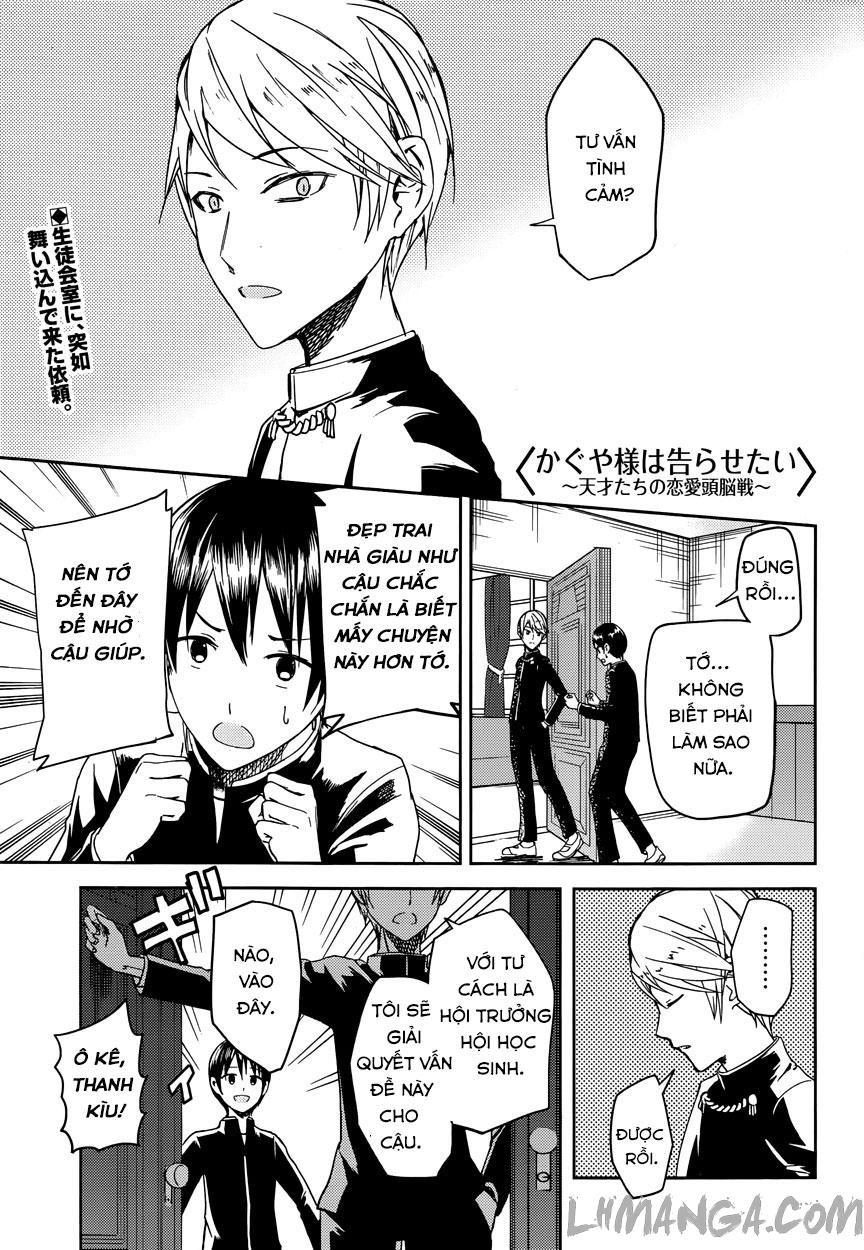 TƯ VẤN
TÌNH
CẢM?
◆生徒会室に、突如
舞い込んで来た依頼。
かぐや様は告らせたい
～天才たちの恋愛頭脳戦～
ĐÚNG
RỒI...
TỚ...
KHÔNG
BIẾT PHẢI
LÀM SAO
NỮA.
ĐẸP TRAI
NHÀ GIÀU NHƯ
CẬU CHẮC
CHẮN LÀ BIẾT
MẤY CHUYỆN
NÀY HƠN TỚ.
NÊN TỚ
ĐẾN ĐÂY
ĐỂ NHỜ
CẬU GIÚP.
........
ĐƯỢC
RỒI.
VỚI TƯ
CÁCH LÀ
HỘI TRƯỞNG
HỘI HỌC
SINH.
TÔI SẼ
GIẢI
QUYẾT VẤN
ĐỀ NÀY
CHO
CẬU.
NÀO,
VÀO
ĐÂY.
ギギィ
Ô KÊ,
THANH
KÌU!
LHMANGA.COM